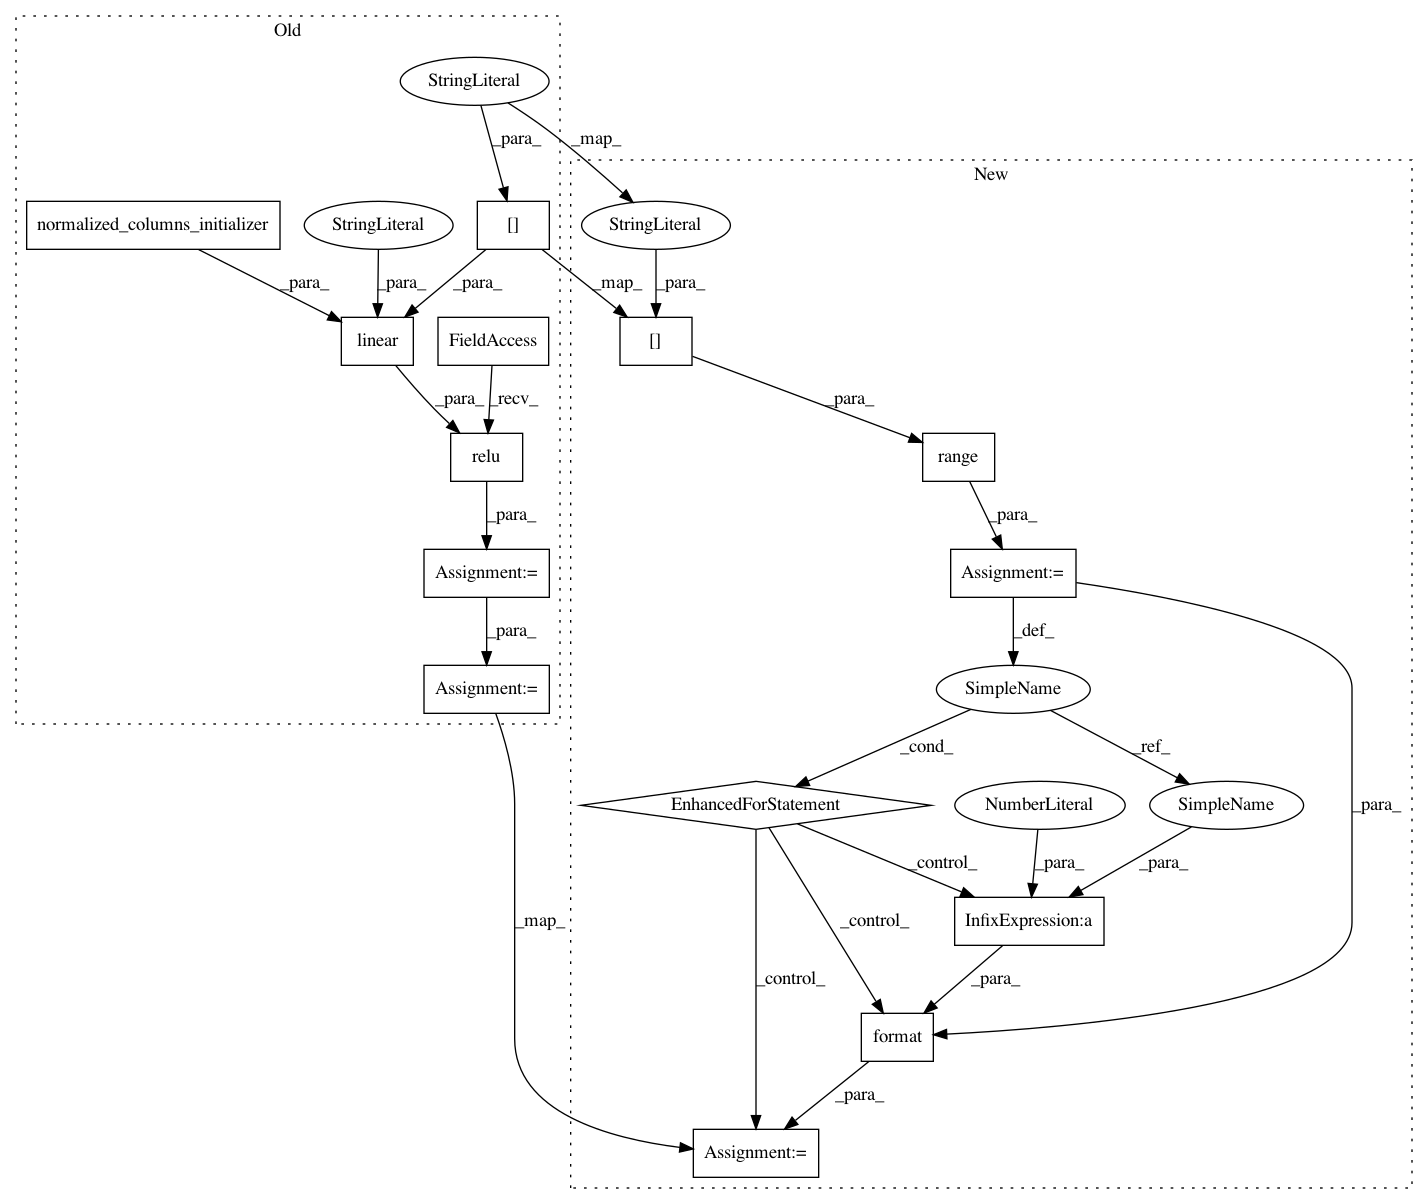 Old
StringLiteral
_para_
_map_
New
normalized_columns_initializer
StringLiteral
[]
StringLiteral
_para_
_para_
_para_
_map_
_para_
linear
FieldAccess
[]
_para_
_recv_
_para_
relu
range
_para_
_para_
Assignment:=
Assignment:=
_para_
_def_
Assignment:=
SimpleName
_cond_
_ref_
EnhancedForStatement
NumberLiteral
SimpleName
_para_
_control_
_para_
_para_
_map_
InfixExpression:a
_control_
_control_
_para_
format
_para_
Assignment:=